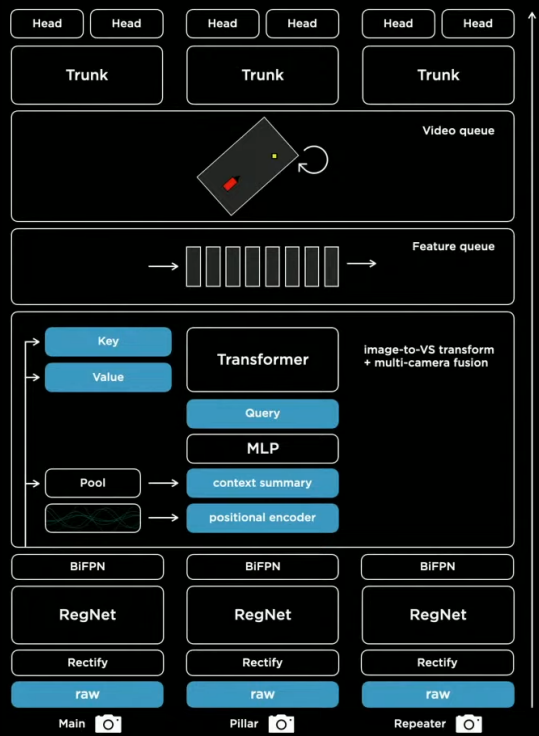 Head Head Head Head Head Head
Trunk Trunk Trunk
Video queue
Feature queue
Key
Value
Transformer
image-to-VS transform
+ multi-camera fusion
Query
MLP
Pool context summary
positional encoder
BiFPN BiFPN BiFPN
RegNet RegNet RegNet
Rectify Rectify Rectify
raw raw raw
Main Pillar Repeater